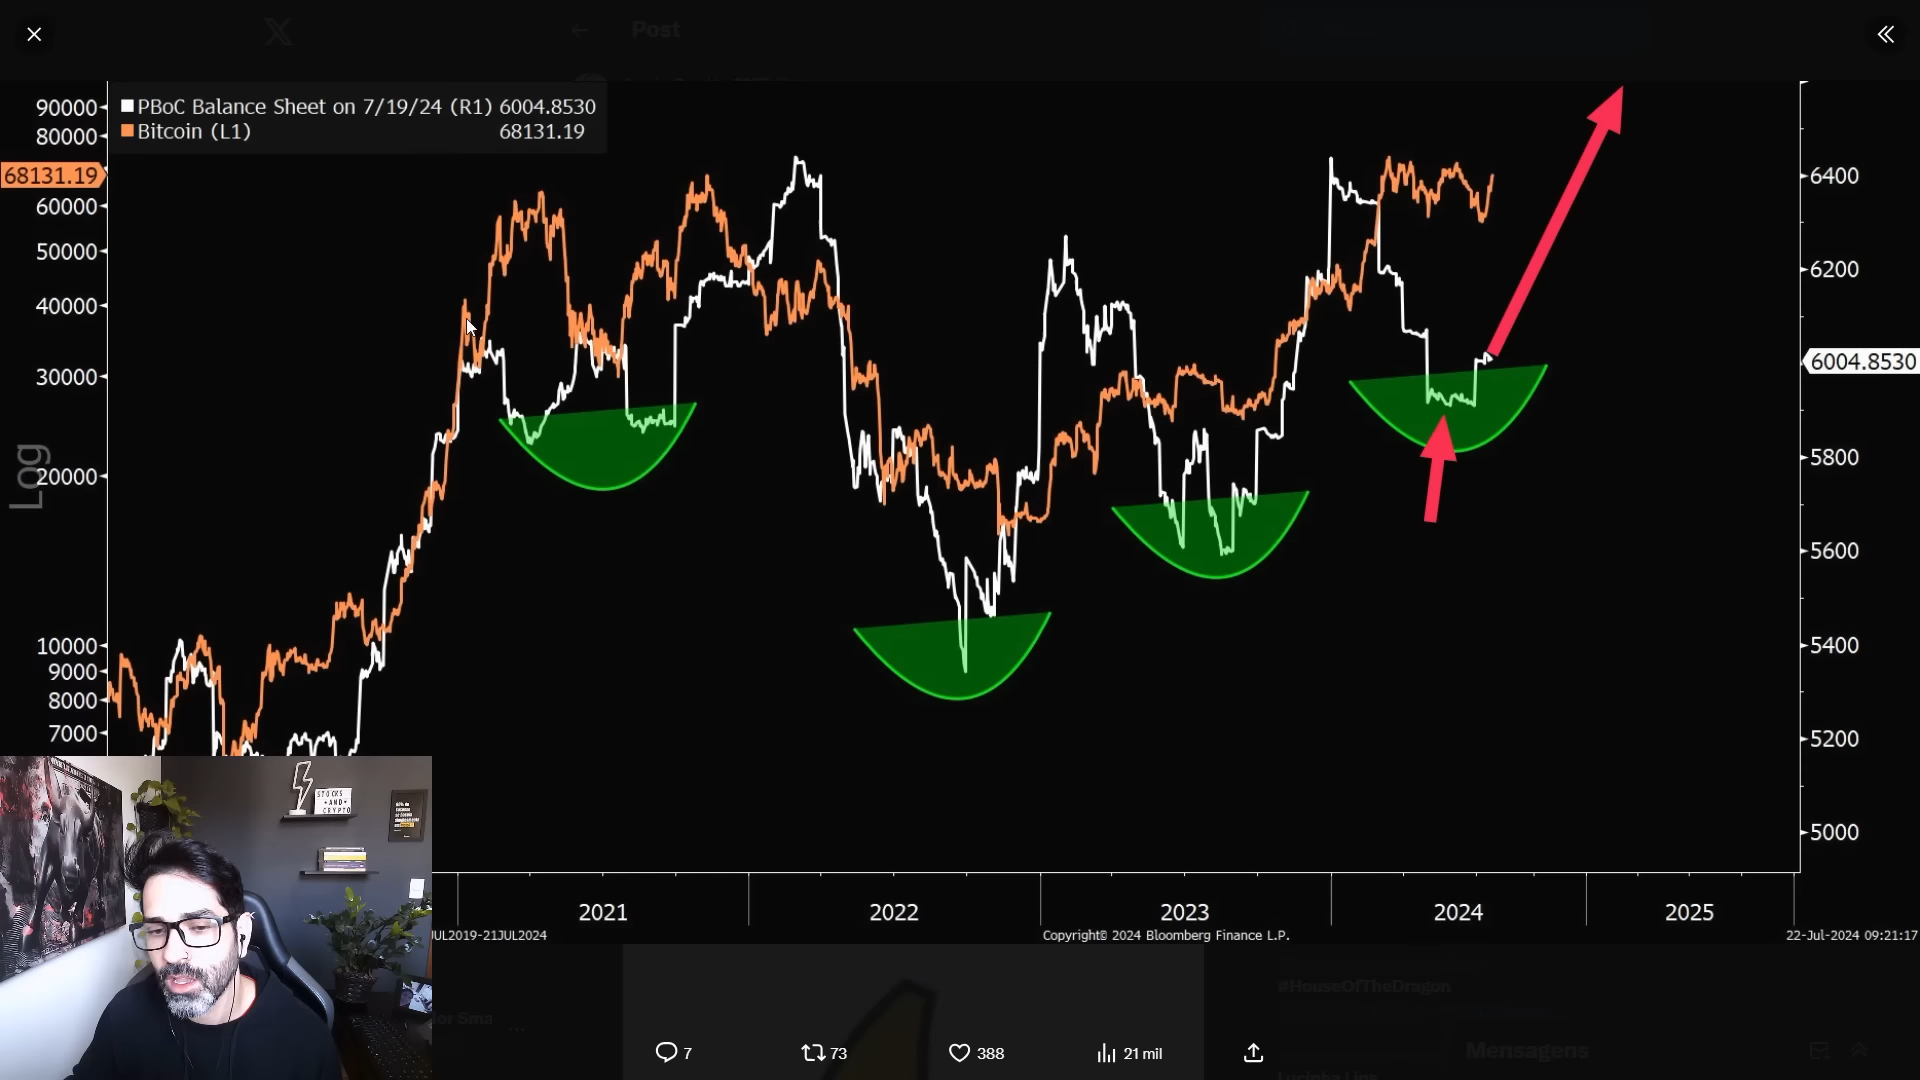 Post
PBoC Balance Sheet on 7/19/24 (R1) 6004.8530
Bitcoin (L1) 68131.19
90000
80000
68131.19
60000
50000
40000
30000
20000
10000
9000
8000
7000
Log
6400
6200
6004.8530
5800
5600
5400
5200
5000
STOCKS
+AND+
CRYPTO
2021
2022
2023
2024
2025
JUL2019-21JUL2024
Copyright© 2024 Bloomberg Finance L.P.
22-Jul-2024 09:21:17
#HouseOfTheDragon
7
73
388
21 mil
Mensagens